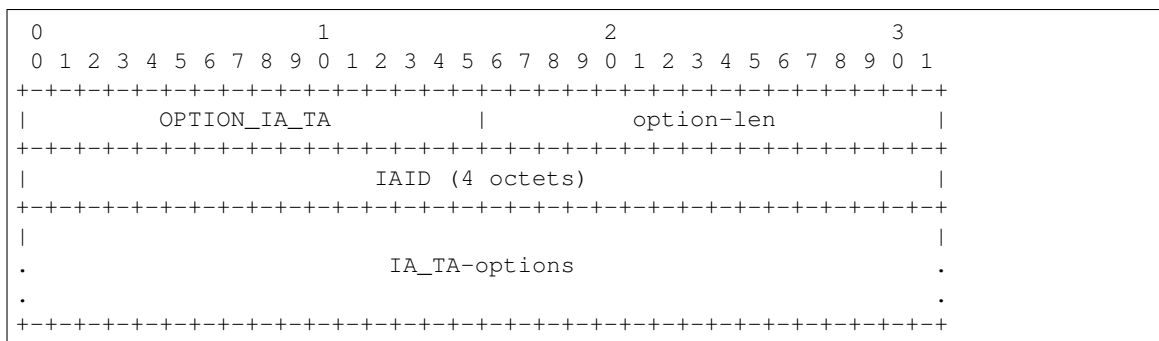 0                   1                   2                   3
 0 1 2 3 4 5 6 7 8 9 0 1 2 3 4 5 6 7 8 9 0 1 2 3 4 5 6 7 8 9 0 1
+-+-+-+-+-+-+-+-+-+-+-+-+-+-+-+-+-+-+-+-+-+-+-+-+-+-+-+-+-+-+-+-+
|         OPTION_IA_TA          |          option-len           |
+-+-+-+-+-+-+-+-+-+-+-+-+-+-+-+-+-+-+-+-+-+-+-+-+-+-+-+-+-+-+-+-+
|                        IAID (4 octets)                        |
+-+-+-+-+-+-+-+-+-+-+-+-+-+-+-+-+-+-+-+-+-+-+-+-+-+-+-+-+-+-+-+-+
|                                                               |
.                         IA_TA-options                         .
.                                                               .
+-+-+-+-+-+-+-+-+-+-+-+-+-+-+-+-+-+-+-+-+-+-+-+-+-+-+-+-+-+-+-+-+